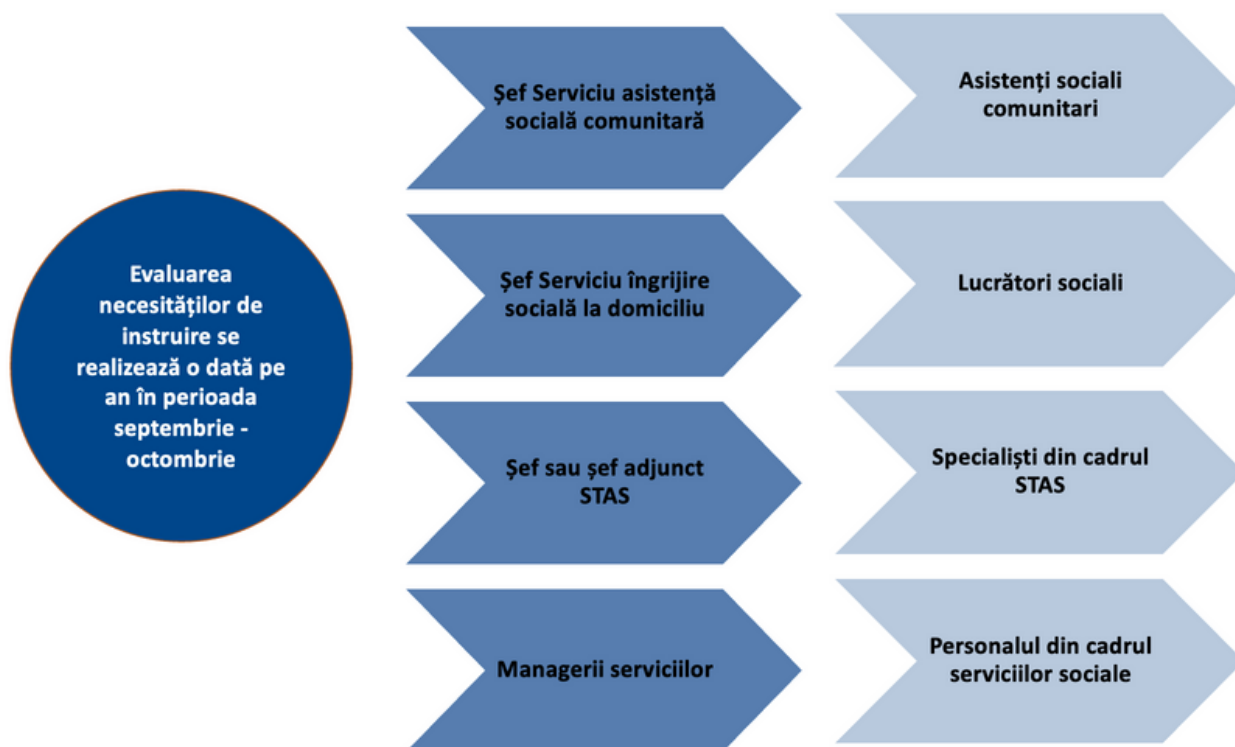 Evaluarea
necesităților de
instruire se
realizează o dată pe
an în perioada
septembrie -
octombrie
Șef Serviciu asistență
socială comunitară
Asistenți sociali
comunitari
Șef Serviciu îngrijire
socială la domiciliu
Lucrători sociali
Șef sau șef adjunct
STAS
Specialiști din cadrul
STAS
Managerii serviciilor
Personalul din cadrul
serviciilor sociale